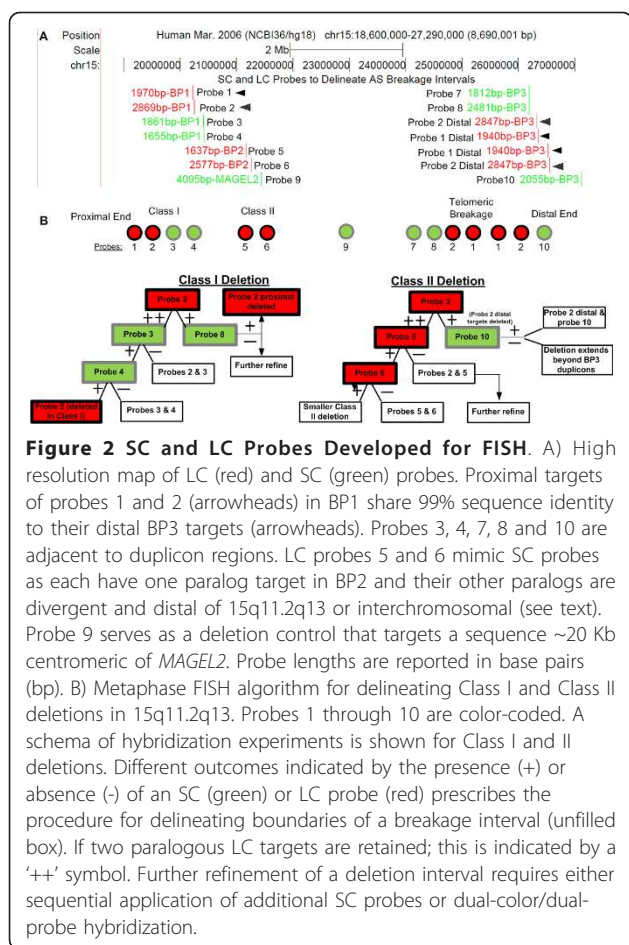 A
Position Human Mar. 2006 (NCBI36/hg18) chr15:18,600,000-27,290,000 (8,690,001 bp)
Scale 2 Mb
chr15: 20000000 21000000 22000000 23000000 24000000 25000000 26000000 27000000
SC and LC Probes to Delineate AS Breakage Intervals
1970bp-BP1 Probe 1 Probe 7 1812bp-BP3
2869bp-BP1 Probe 2 Probe 8 2481bp-BP3
1861bp-BP1 Probe 3 Probe 2 Distal 2847bp-BP3
1655bp-BP1 Probe 4 Probe 1 Distal 1940bp-BP3
1637bp-BP2 Probe 5 Probe 1 Distal 1940bp-BP3
2577bp-BP2 Probe 6 Probe 2 Distal 2847bp-BP3
4095bp-MAGEL2 Probe 9 Probe10 2055bp-BP3
B
Proximal End Class I Class II Telomeric Breakage Distal End
Probes: 1 2 3 4 5 6 9 7 8 2 1 1 2 10
Class I Deletion
Probe 2
++ +
Probe 2 proximal deleted
Probe 3
Probe 8
+ −
Further refine
+ −
Probe 4
Probes 2 & 3
+ −
Probe 5 (deleted in Class I)
Probes 3 & 4
Class II Deletion
Probe 2
++ +
(Probe 2 distal targets deleted)
Probe 5
Probe 10
+ −
Probe 2 distal & probe 10
Deletion extends beyond BP3 duplicons
+ −
Probe 6
Probes 2 & 5
Further refine
+ −
Smaller Class II deletion
Probes 5 & 6
Figure 2 SC and LC Probes Developed for FISH. A) High
resolution map of LC (red) and SC (green) probes. Proximal targets
of probes 1 and 2 (arrowheads) in BP1 share 99% sequence identity
to their distal BP3 targets (arrowheads). Probes 3, 4, 7, 8 and 10 are
adjacent to duplicon regions. LC probes 5 and 6 mimic SC probes
as each have one paralog target in BP2 and their other paralogs are
divergent and distal of 15q11.2q13 or interchromosomal (see text).
Probe 9 serves as a deletion control that targets a sequence ~20 Kb
centromeric of MAGEL2. Probe lengths are reported in base pairs
(bp). B) Metaphase FISH algorithm for delineating Class I and Class II
deletions in 15q11.2q13. Probes 1 through 10 are color-coded. A
schema of hybridization experiments is shown for Class I and II
deletions. Different outcomes indicated by the presence (+) or
absence (-) of an SC (green) or LC probe (red) prescribes the
procedure for delineating boundaries of a breakage interval (unfilled
box). If two paralogous LC targets are retained; this is indicated by a
'++' symbol. Further refinement of a deletion interval requires either
sequential application of additional SC probes or dual-color/dual-
probe hybridization.